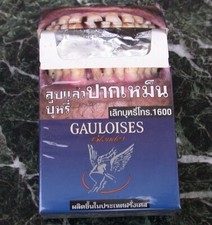 สูบแล้วปากเหม็น
บุหรี่
เลิกบุหรี่โทร.1600
GAULOISES
ผลิตขึ้นในประเทศฝรั่งเศส